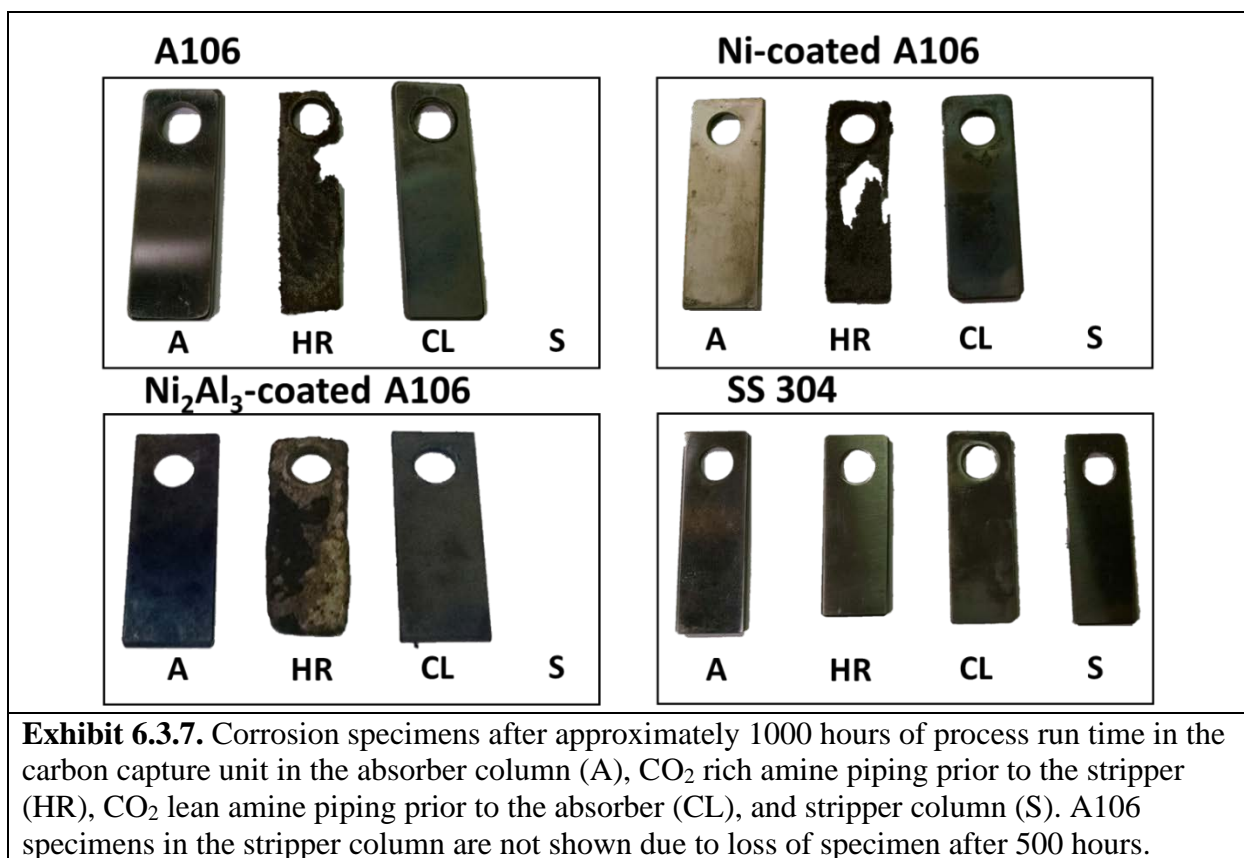 A106
Ni-coated A106
A HR CL S
A HR CL S
Ni₂Al₃-coated A106
SS 304
A HR CL S
A HR CL S
Exhibit 6.3.7. Corrosion specimens after approximately 1000 hours of process run time in the
carbon capture unit in the absorber column (A), CO₂ rich amine piping prior to the stripper
(HR), CO₂ lean amine piping prior to the absorber (CL), and stripper column (S). A106
specimens in the stripper column are not shown due to loss of specimen after 500 hours.